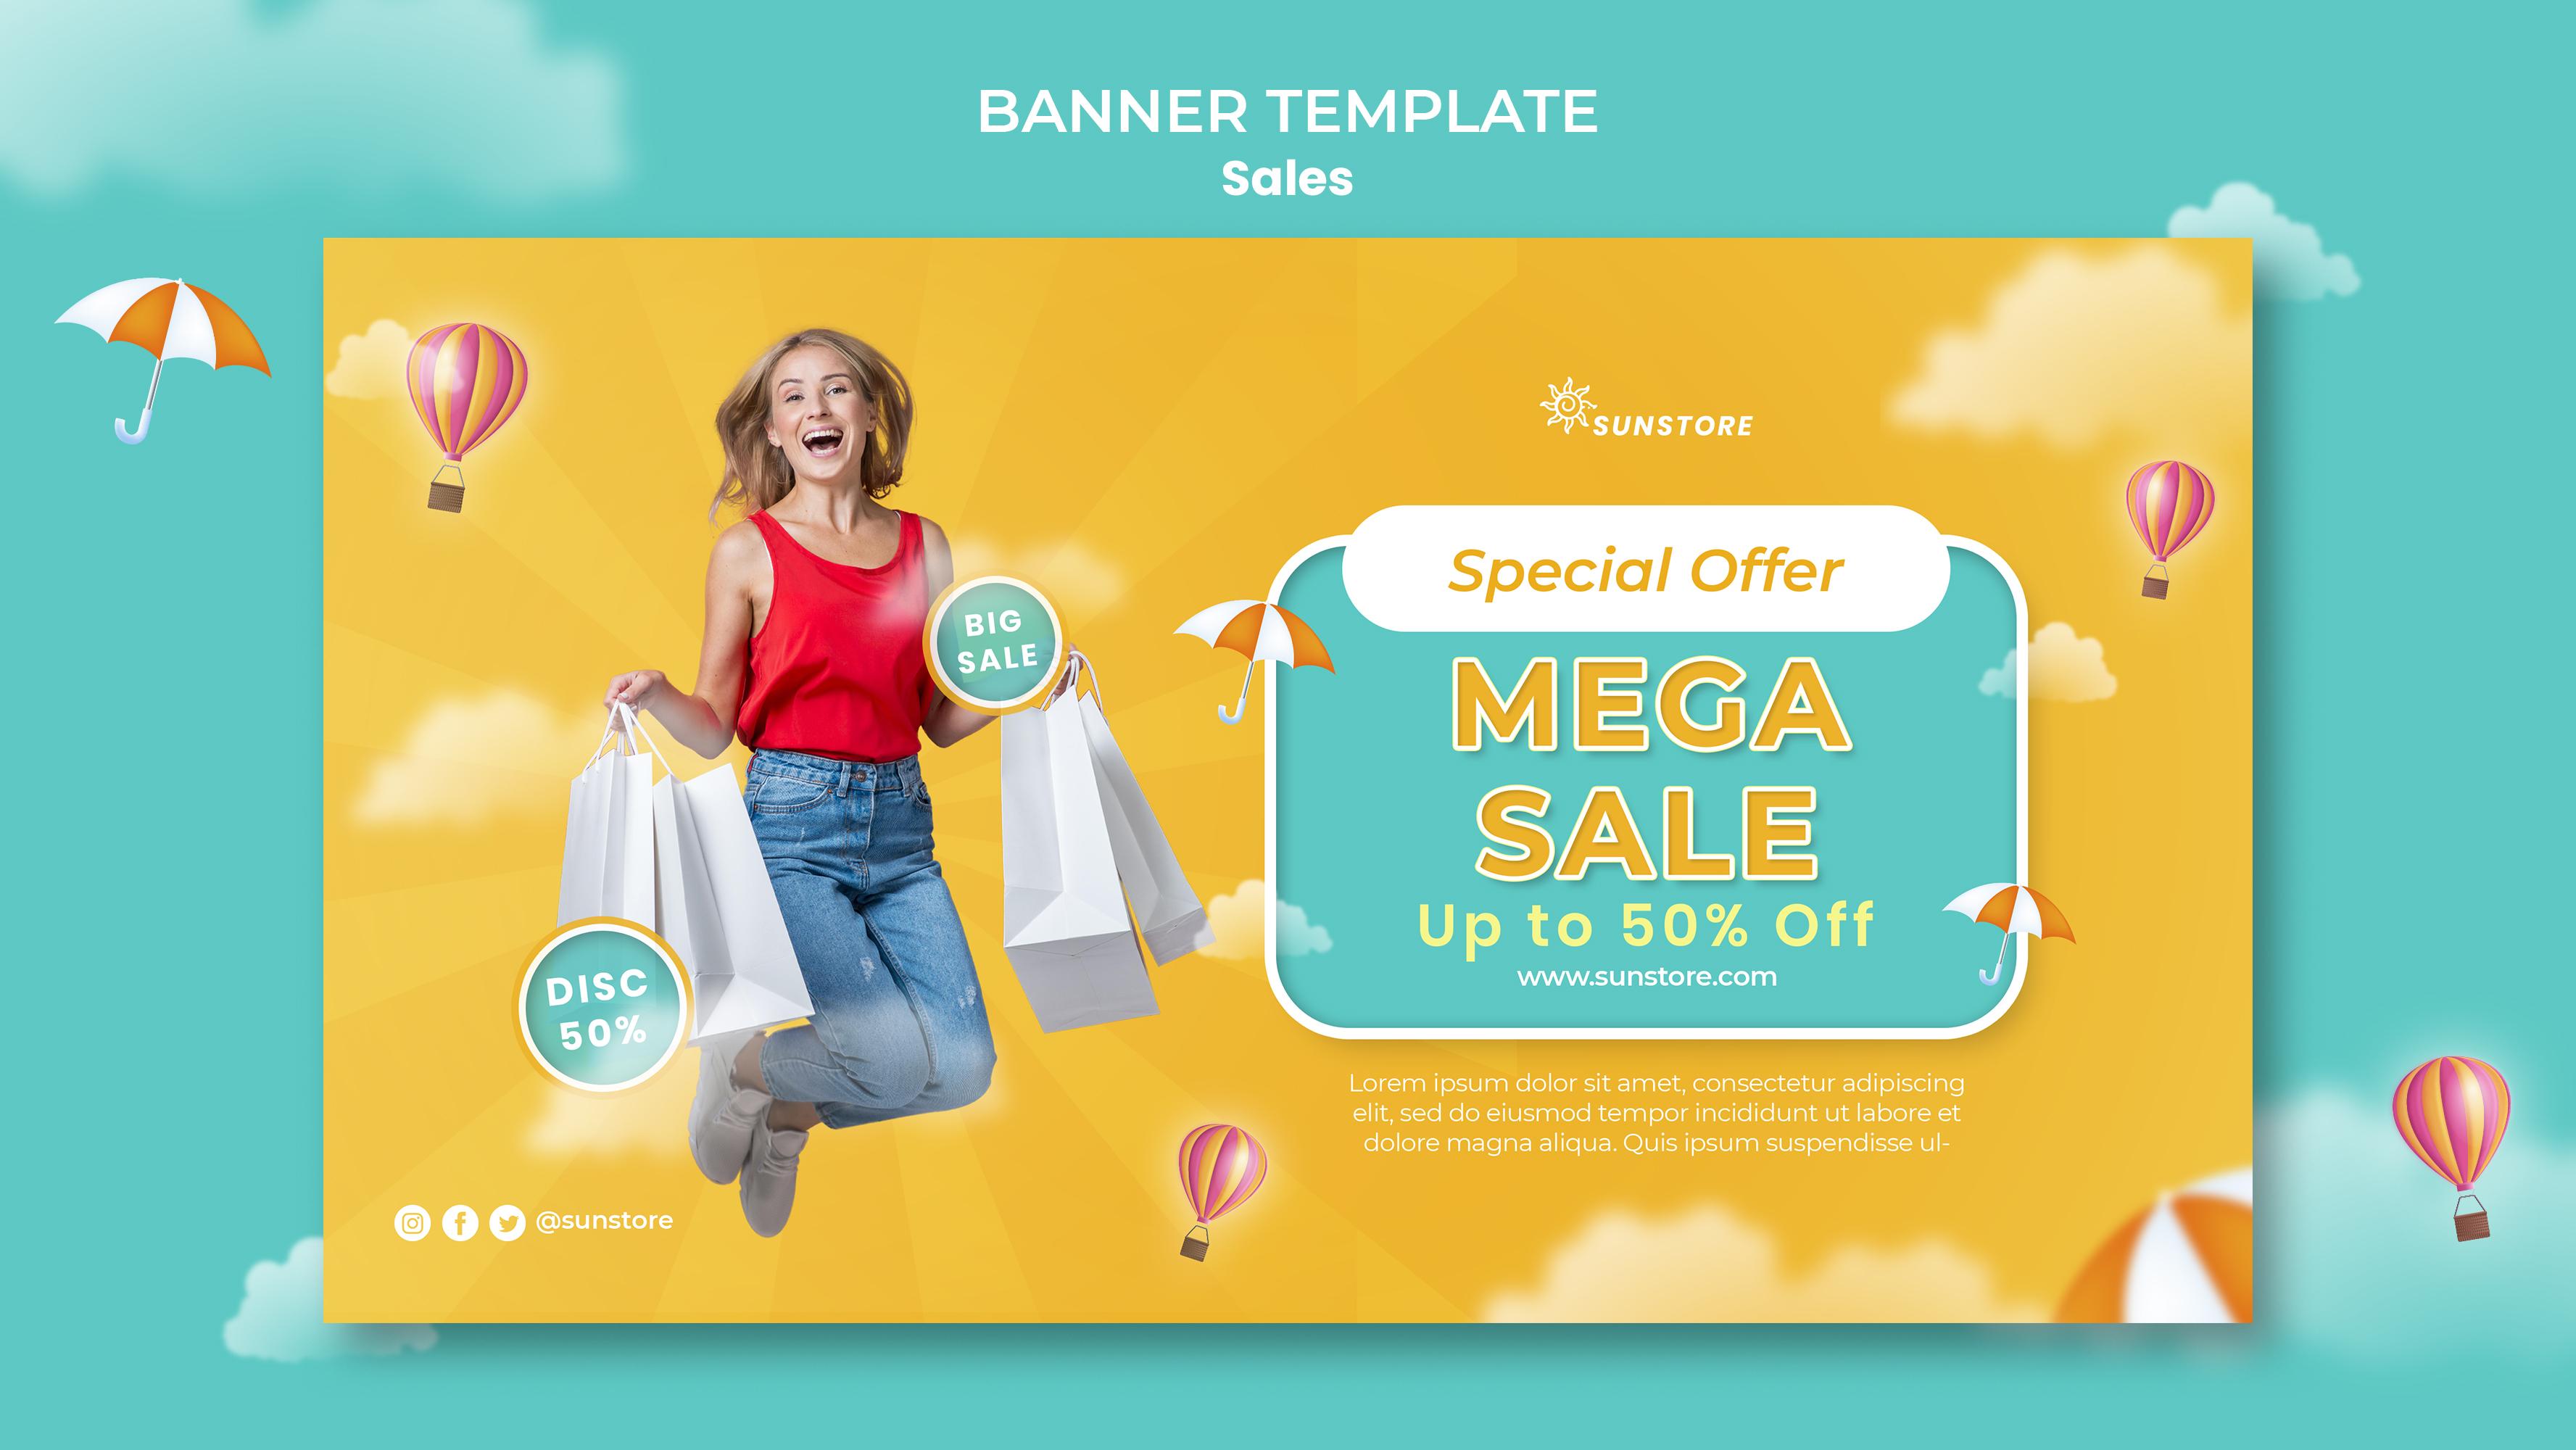 BANNER TEMPLATE
Sales
SUNSTORE
BIG
SALE
Special Offer
MEGA
SALE
Up to 50% Off
www.sunstore.com
DISC
50%
Lorem ipsum dolor sit amet, consectetur adipiscing
elit, sed do eiusmod tempor incididunt ut labore et
dolore magna aliqua. Quis ipsum suspendisse ul-
@sunstore